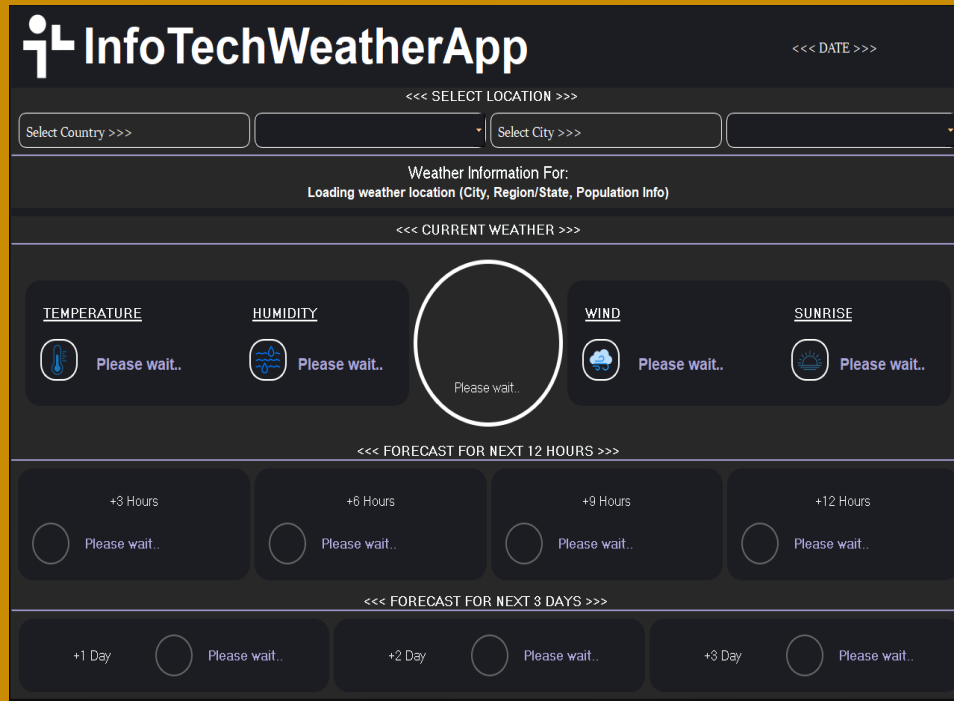 InfoTechWeatherApp
<<< DATE >>>
<<< SELECT LOCATION >>>
Select Country >>>
Select City >>>
Weather Information For:
Loading weather location (City, Region/State, Population Info)
<<< CURRENT WEATHER >>>
TEMPERATURE
HUMIDITY
Please wait..
Please wait..
Please wait..
WIND
SUNRISE
Please wait..
Please wait..
<<< FORECAST FOR NEXT 12 HOURS >>>
+3 Hours
Please wait..
+6 Hours
Please wait..
+9 Hours
Please wait..
+12 Hours
Please wait..
<<< FORECAST FOR NEXT 3 DAYS >>>
+1 Day
Please wait..
+2 Day
Please wait..
+3 Day
Please wait..